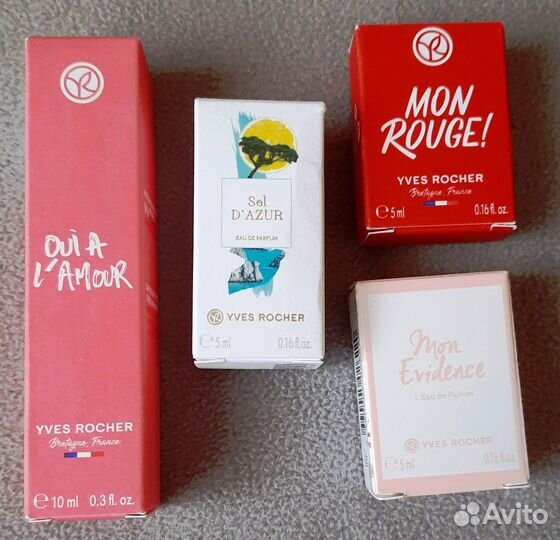 OUI A
L'AMOUR
YVES ROCHER
Bretagne, France
℮ 10 ml 0.3 fl. oz.
Sel
D'AZUR
EAU DE PARFUM
YVES ROCHER
℮ 5 ml 0.16 fl. oz.
MON
ROUGE!
YVES ROCHER
Bretagne, France
℮ 5 ml 0.16 fl. oz.
Mon
Evidence
L'Eau de Parfum
YVES ROCHER
℮ 5 ml 0.16 fl. oz.
Avito